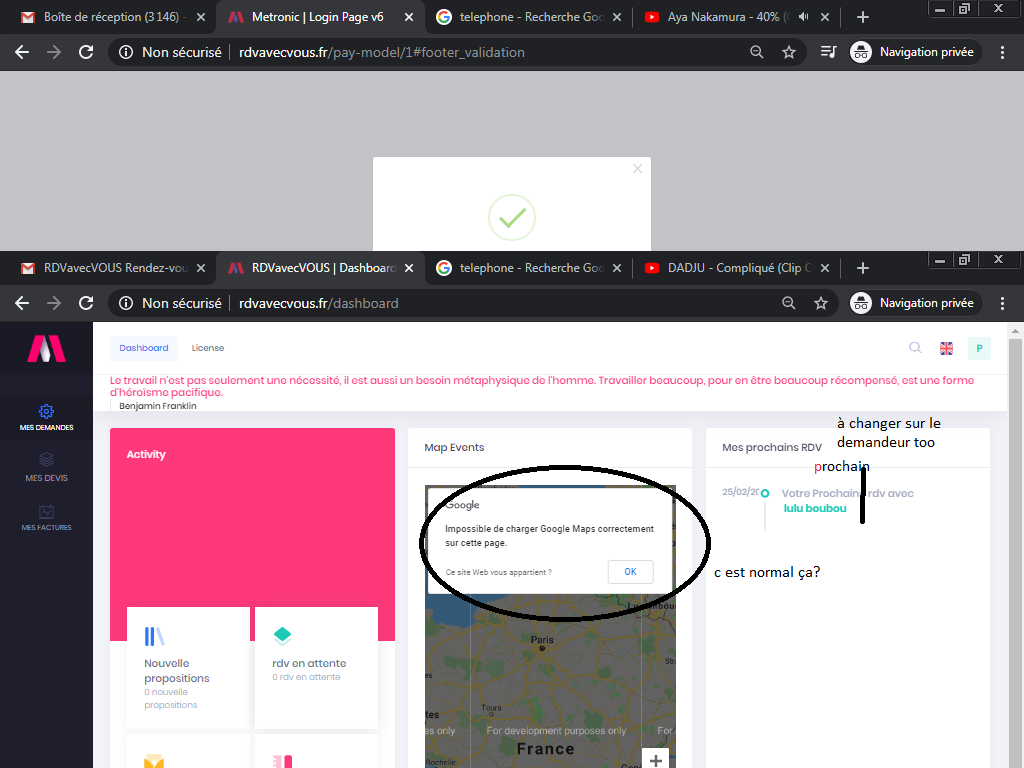 Boîte de réception (3 146) -
Metronic | Login Page v6
telephone - Recherche Goo
Aya Nakamura - 40% (
Non sécurisé
rdvavecvous.fr/pay-model/1#footer_validation
Navigation privée
RDVavecVOUS Rendez-vou
RDVavecVOUS | Dashboard
telephone - Recherche Goo
DADJU - Compliqué (Clip
Non sécurisé
rdvavecvous.fr/dashboard
Navigation privée
Dashboard
License
P
Le travail n'est pas seulement une nécessité, il est aussi un besoin métaphysique de l'homme. Travailler beaucoup, pour en être beaucoup récompensé, est une forme
d'héroïsme pacifique.
Benjamin Franklin
MES DEMANDES
MES DEVIS
MES FACTURES
Activity
Nouvelle
propositions
0 nouvelle
propositions
rdv en attente
0 rdv en attente
Map Events
Google
Impossible de charger Google Maps correctement
sur cette page.
Ce site Web vous appartient ?
OK
Paris
Tours
es only
For development purposes only
For
France
Rochelle
+
Mes prochains RDV
à changer sur le
demandeur too
prochain
25/02/20
Votre Prochain rdv avec
lulu boubou
c est normal ça?